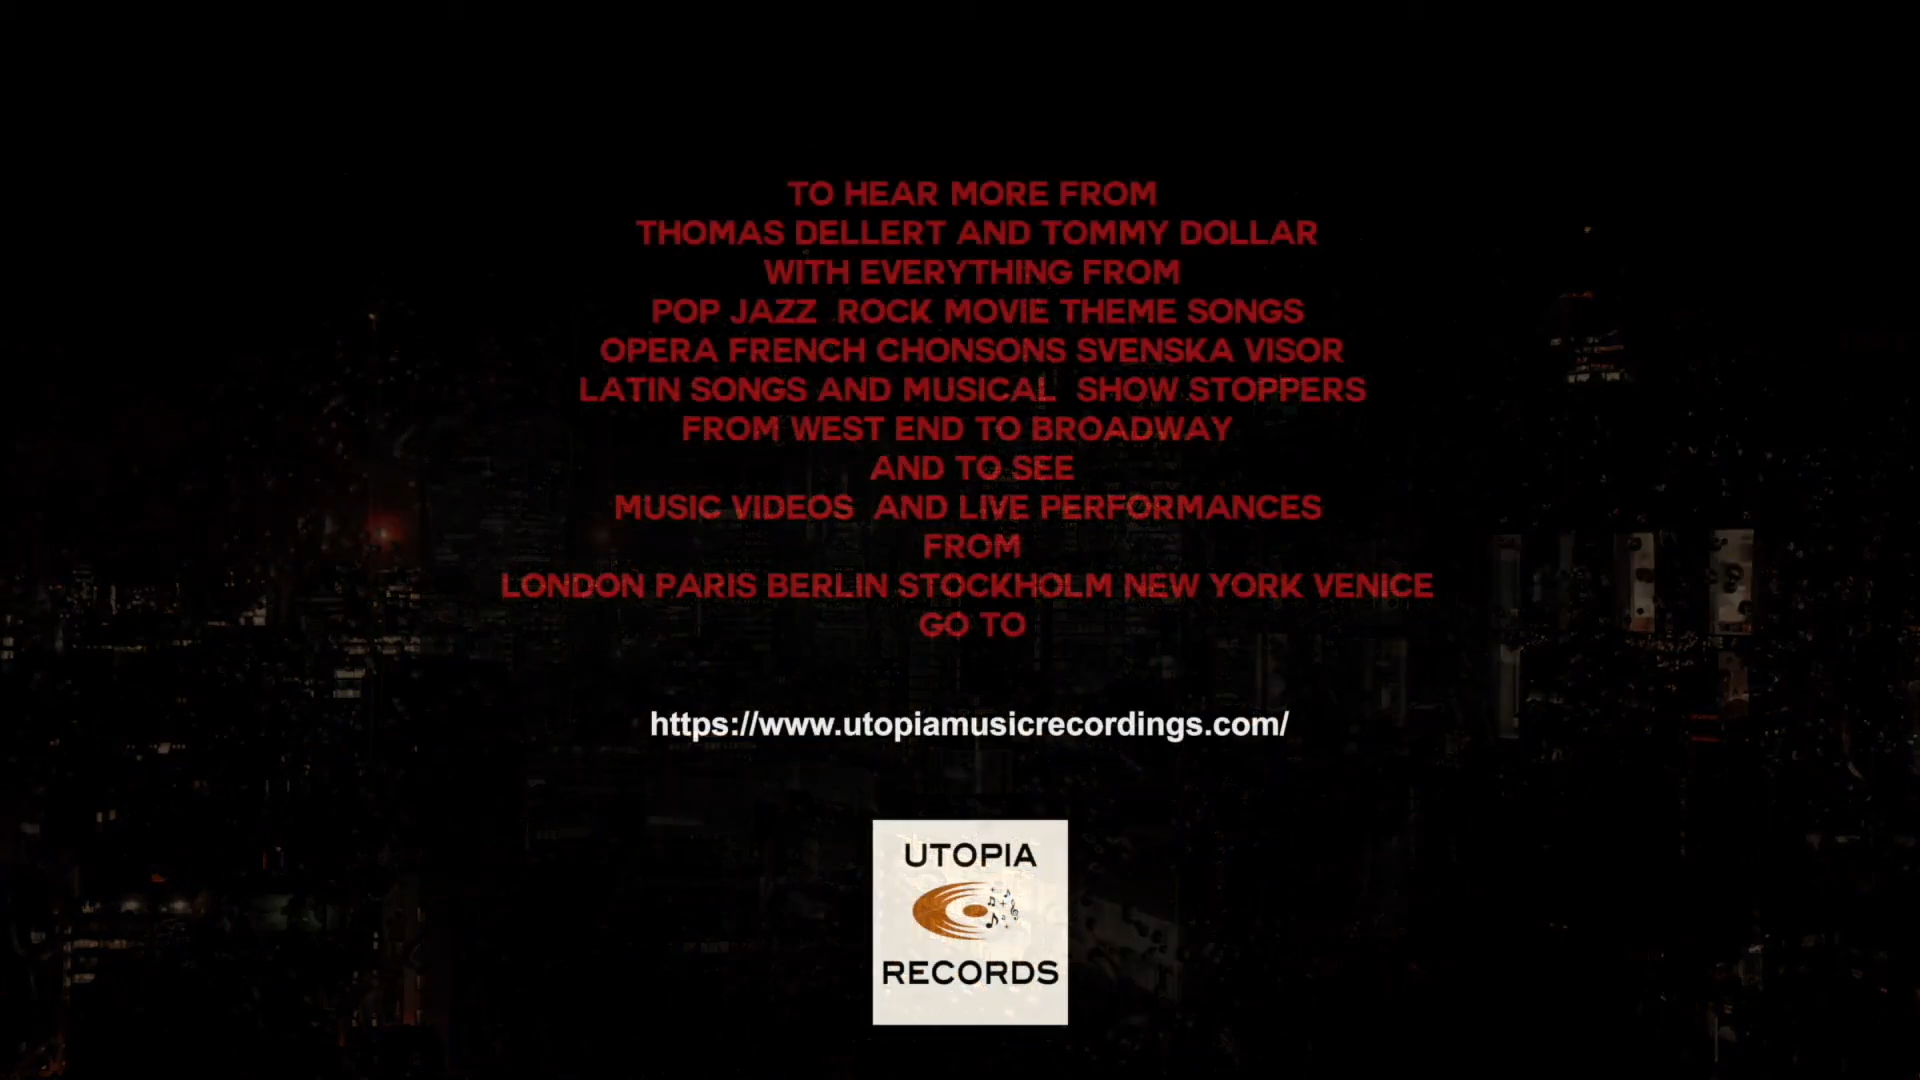 TO HEAR MORE FROM
THOMAS DELLERT AND TOMMY DOLLAR
WITH EVERYTHING FROM
POP JAZZ  ROCK MOVIE THEME SONGS
OPERA FRENCH CHONSONS SVENSKA VISOR
LATIN SONGS AND MUSICAL  SHOW STOPPERS
FROM WEST END TO BROADWAY
AND TO SEE
MUSIC VIDEOS  AND LIVE PERFORMANCES
FROM
LONDON PARIS BERLIN STOCKHOLM NEW YORK VENICE
GO TO
https://www.utopiamusicrecordings.com/
UTOPIA
RECORDS